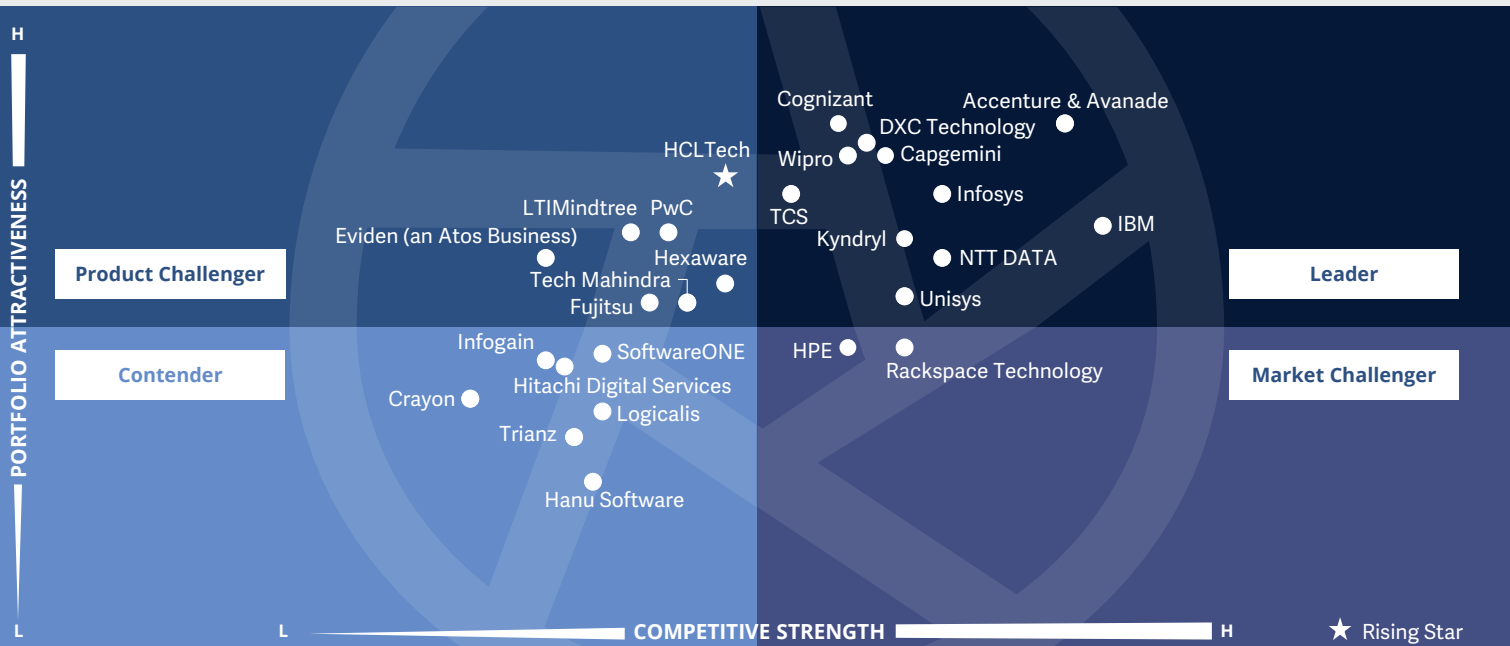 H
Cognizant
Accenture & Avanade
DXC Technology
HCLTech
Wipro
Capgemini
Infosys
LTIMindtree
PwC
TCS
IBM
Eviden (an Atos Business)
Kyndryl
Hexaware
NTT DATA
Product Challenger
Leader
Tech Mahindra
Fujitsu
Unisys
PORTFOLIO ATTRACTIVENESS
Infogain
SoftwareONE
HPE
Rackspace Technology
Contender
Market Challenger
Hitachi Digital Services
Crayon
Logicalis
Trianz
Hanu Software
L
L
COMPETITIVE STRENGTH
H
Rising Star